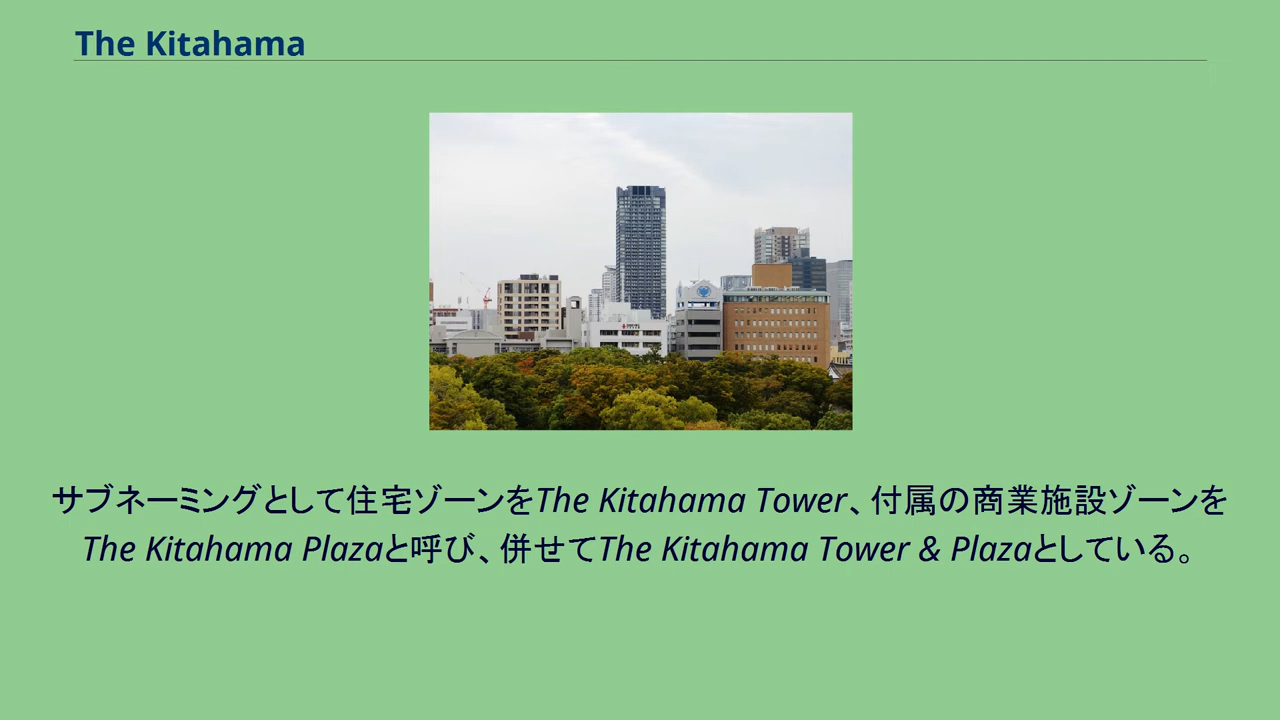 The Kitahama
サブネーミングとして住宅ゾーンをThe Kitahama Tower、付属の商業施設ゾーンを
The Kitahama Plazaと呼び、併せてThe Kitahama Tower & Plazaとしている。